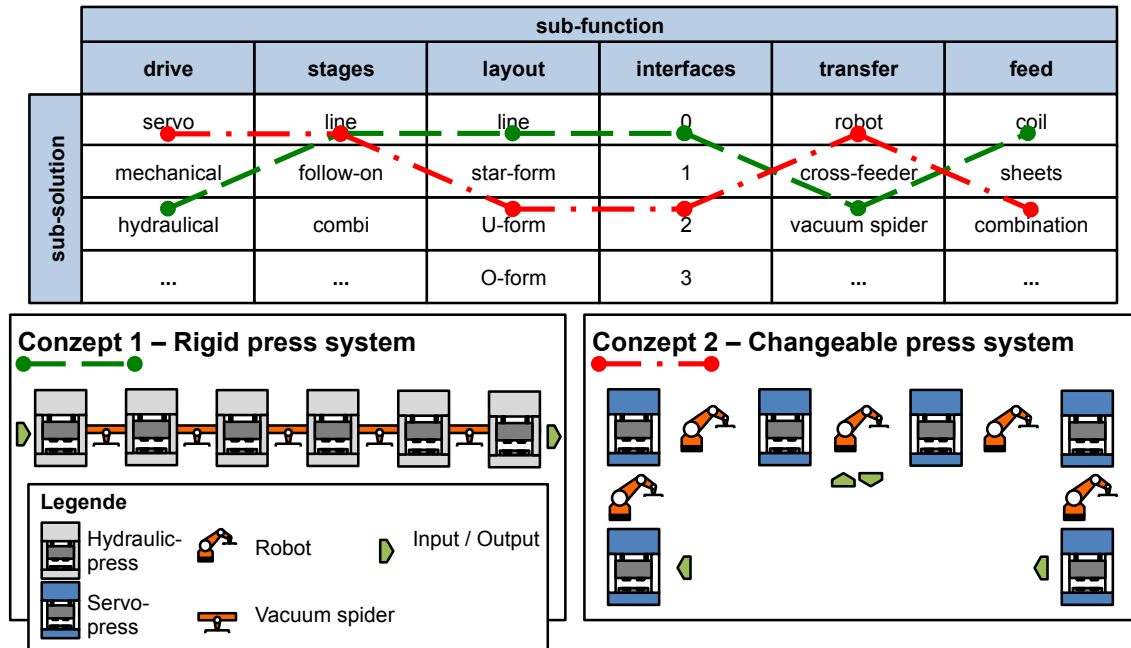 sub-function
drive stages layout interfaces transfer feed
sub-solution
servo line line 0 robot coil
mechanical follow-on star-form 1 cross-feeder sheets
hydraulical combi U-form 2 vacuum spider combination
... ... O-form 3 ... ...
Conzept 1 – Rigid press system
Legende
Hydraulic-
press
Robot
Input / Output
Servo-
press
Vacuum spider
Conzept 2 – Changeable press system